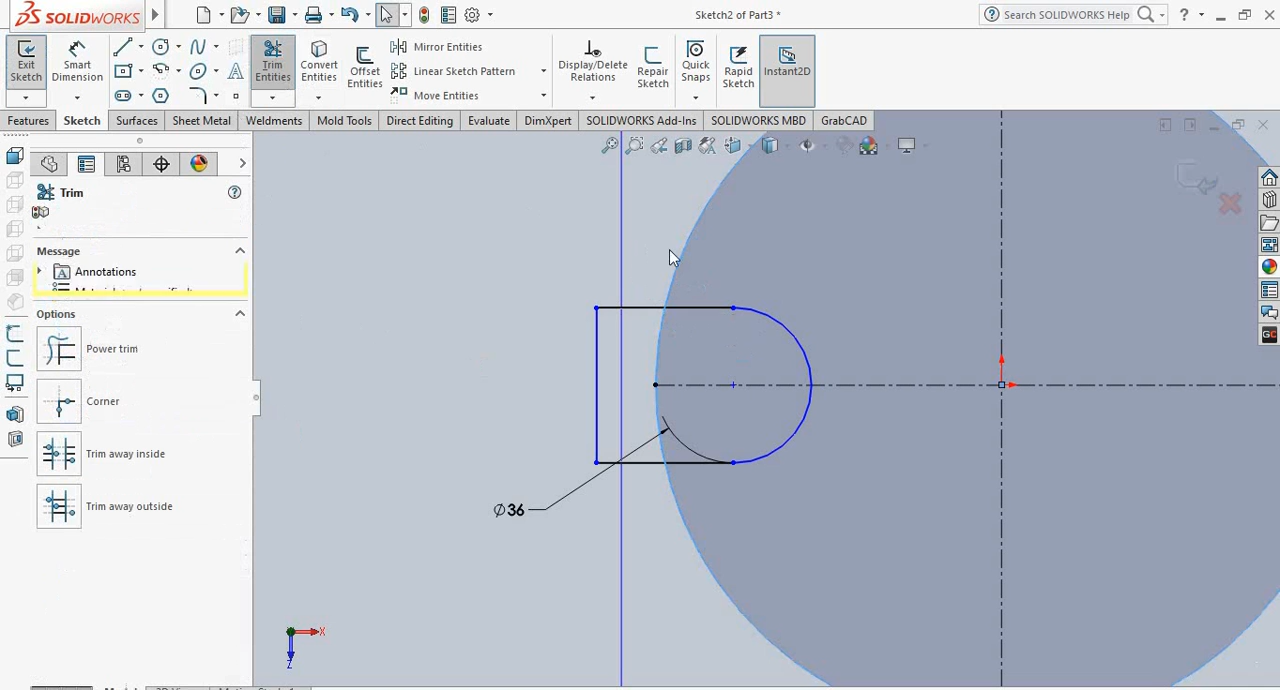 SOLIDWORKS
Sketch2 of Part3 *
Search SOLIDWORKS Help
?
Exit Sketch
Smart Dimension
Trim Entities
Convert Entities
Offset Entities
Mirror Entities
Linear Sketch Pattern
Move Entities
Display/Delete Relations
Repair Sketch
Quick Snaps
Rapid Sketch
Instant2D
Features
Sketch
Surfaces
Sheet Metal
Weldments
Mold Tools
Direct Editing
Evaluate
DimXpert
SOLIDWORKS Add-Ins
SOLIDWORKS MBD
GrabCAD
Trim
Message
Annotations
Options
Power trim
Corner
Trim away inside
Trim away outside
∅36
X
Z